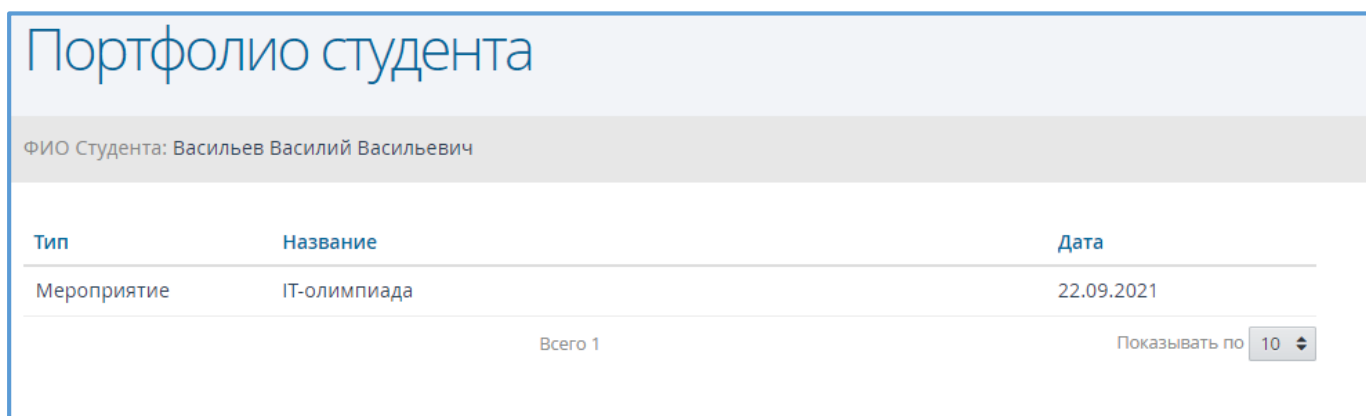 Портфолио студента
ФИО Студента: Васильев Василий Васильевич
Тип Название Дата
Мероприятие IT-олимпиада 22.09.2021
Всего 1 Показывать по 10